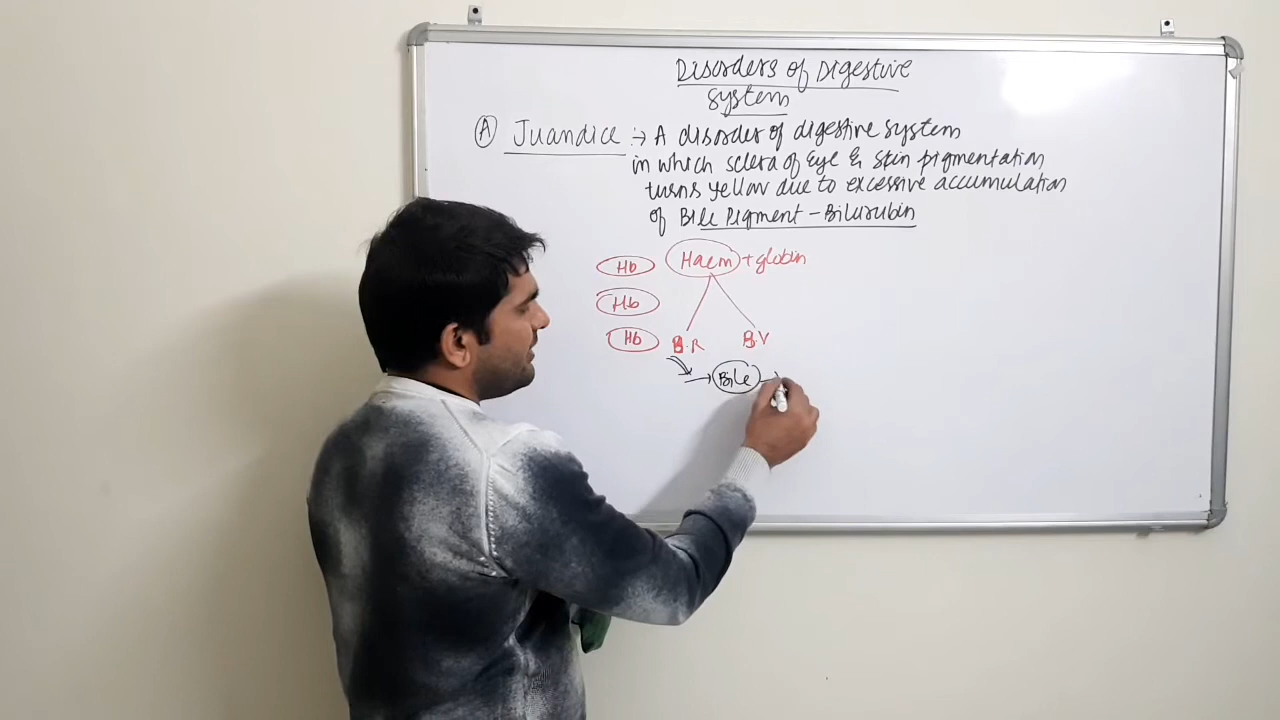 Disorders of Digestive
System
A Juandice :→ A disorder of digestive system
in which sclera of Eye & skin pigmentation
turns yellow due to excessive accumulation
of Bile Pigment - Bilurubin
Hb Haem + globin
Hb
Hb B.R B.V
→ Bile →